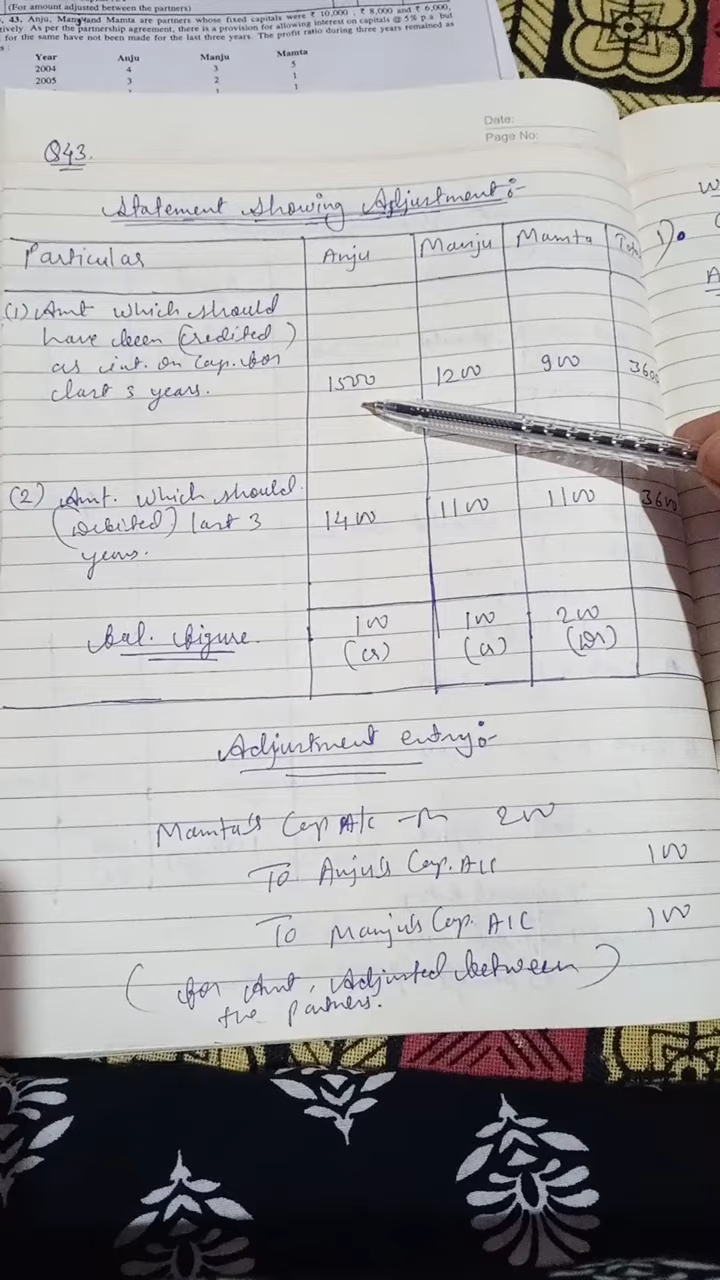 (For amount adjusted between the partners)
43. Anju, Manju and Mamta are partners whose fixed capitals were ₹ 10,000, ₹ 8,000 and ₹ 6,000,
tively. As per the partnership agreement, there is a provision for allowing interest on capitals @ 5% p.a. but
for the same have not been made for the last three years. The profit ratio during three years remained as
Year Anju Manju Mamta
2004 4 3 5
2005 3 2 1
1 1 1
Date:
Page No:
Q43.
Statement Showing Adjustment:-
Particular Anju Manju Mamta Tota
(1) Amt which should
have been (credited)
as int. on Cap. for
last 3 years. 1500 1200 900 3600
(2) Amt. which should
(Debited) last 3 1400 1100 1100 3600
years.
Bal. figure. 100 100 200
(Cr) (Cr) (Dr)
Adjustment entry:-
Mamta's Cap A/c Dr 200
To Anju's Cap. A/c 100
To Manju's Cap. A/C 100
(for Amt, Adjusted between)
the partners.
1).